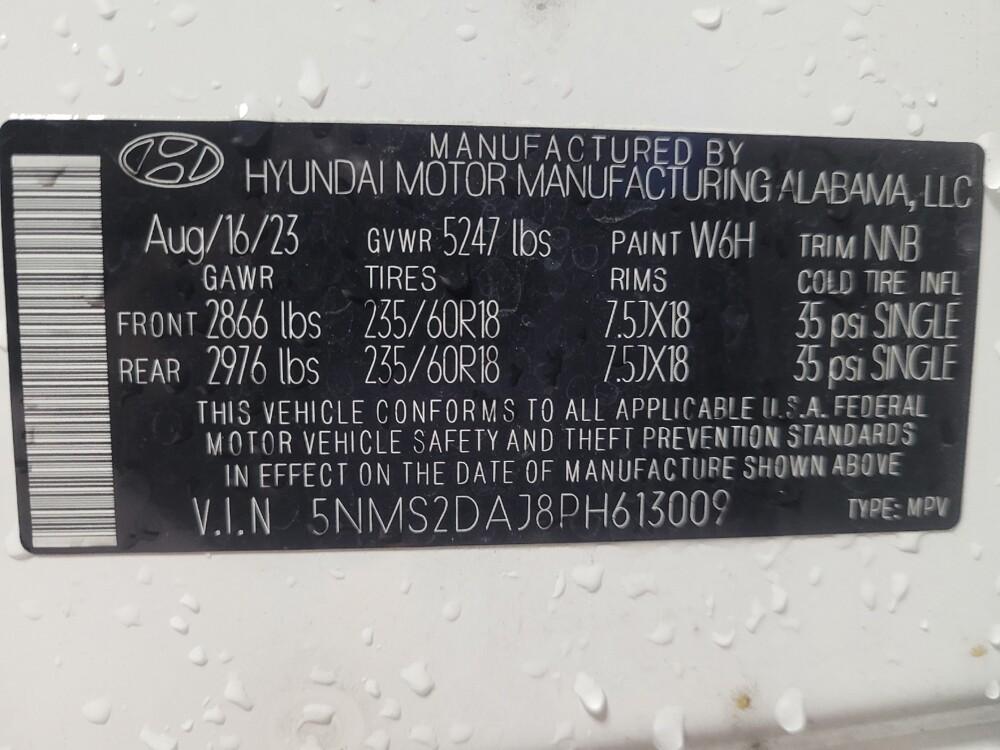 MANUFACTURED BY
HYUNDAI MOTOR MANUFACTURING ALABAMA, LLC
Aug/16/23 GVWR 5247 lbs PAINT W6H TRIM NNB
GAWR TIRES RIMS COLD TIRE INFL
FRONT 2866 lbs 235/60R18 7.5JX18 35 psi SINGLE
REAR 2976 lbs 235/60R18 7.5JX18 35 psi SINGLE
THIS VEHICLE CONFORMS TO ALL APPLICABLE U.S.A. FEDERAL
MOTOR VEHICLE SAFETY AND THEFT PREVENTION STANDARDS
IN EFFECT ON THE DATE OF MANUFACTURE SHOWN ABOVE
V.I.N 5NMS2DAJ8PH613009 TYPE: MPV